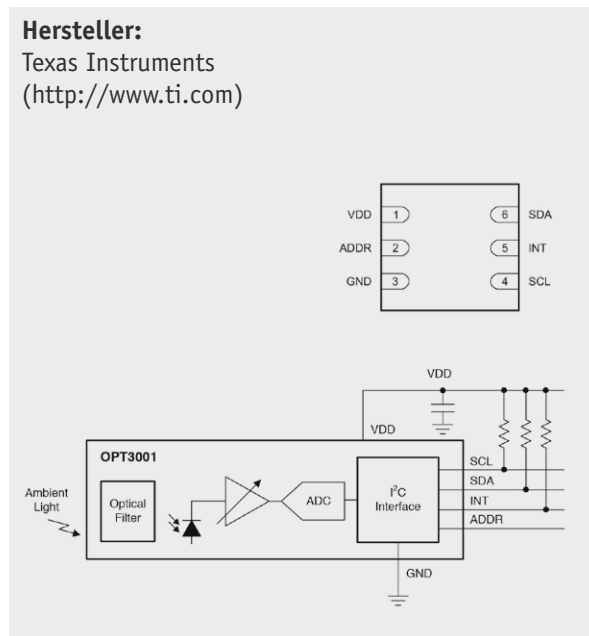 Hersteller:
Texas Instruments
(http://www.ti.com)
VDD 1 6 SDA
ADDR 2 5 INT
GND 3 4 SCL
VDD
VDD
OPT3001
SCL
SDA
INT
ADDR
Ambient
Light
Optical
Filter
ADC
I²C
Interface
GND